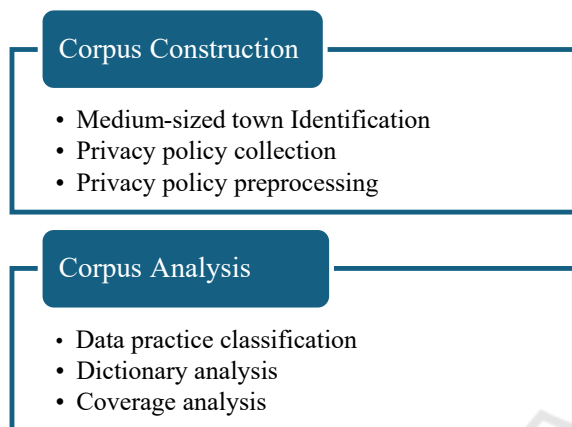 Corpus Construction
• Medium-sized town Identification
• Privacy policy collection
• Privacy policy preprocessing
Corpus Analysis
• Data practice classification
• Dictionary analysis
• Coverage analysis